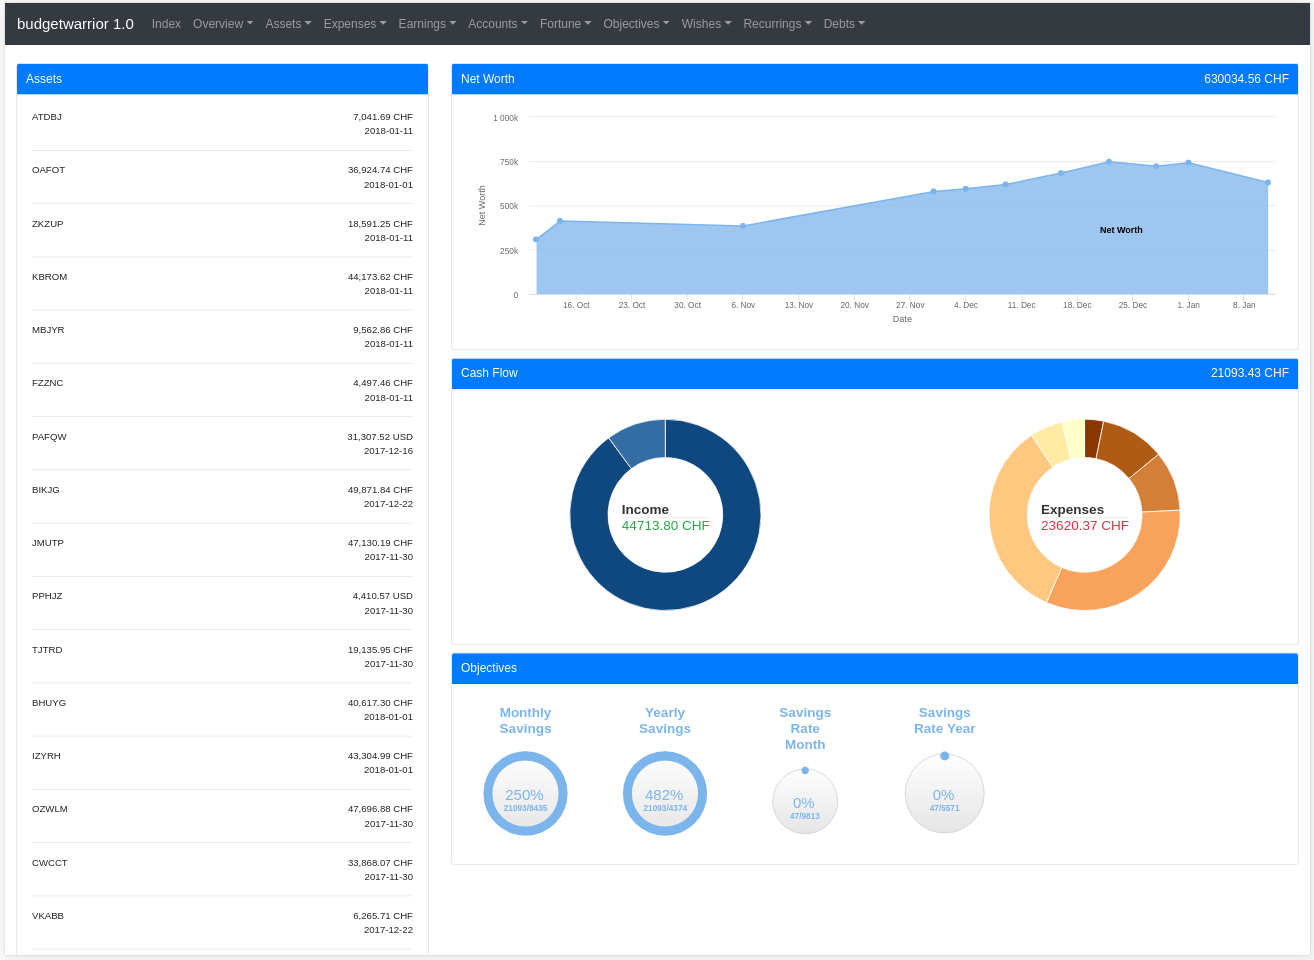 budgetwarrior 1.0 Index Overview Assets Expenses Earnings Accounts Fortune Objectives Wishes Recurrings Debts
Assets
ATDBJ 7,041.69 CHF
2018-01-11
OAFOT 36,924.74 CHF
2018-01-01
ZKZUP 18,591.25 CHF
2018-01-11
KBROM 44,173.62 CHF
2018-01-11
MBJYR 9,562.86 CHF
2018-01-11
FZZNC 4,497.46 CHF
2018-01-11
PAFQW 31,307.52 USD
2017-12-16
BIKJG 49,871.84 CHF
2017-12-22
JMUTP 47,130.19 CHF
2017-11-30
PPHJZ 4,410.57 USD
2017-11-30
TJTRD 19,135.95 CHF
2017-11-30
BHUYG 40,617.30 CHF
2018-01-01
IZYRH 43,304.99 CHF
2018-01-01
OZWLM 47,696.88 CHF
2017-11-30
CWCCT 33,868.07 CHF
2017-11-30
VKABB 6,265.71 CHF
2017-12-22
Net Worth 630034.56 CHF
1 000k
750k
500k
250k
0
Net Worth
Net Worth
16. Oct 23. Oct 30. Oct 6. Nov 13. Nov 20. Nov 27. Nov 4. Dec 11. Dec 18. Dec 25. Dec 1. Jan 8. Jan
Date
Cash Flow 21093.43 CHF
Income
44713.80 CHF
Expenses
23620.37 CHF
Objectives
Monthly
Savings
250%
21093/8435
Yearly
Savings
482%
21093/4374
Savings
Rate
Month
0%
47/9813
Savings
Rate Year
0%
47/5571